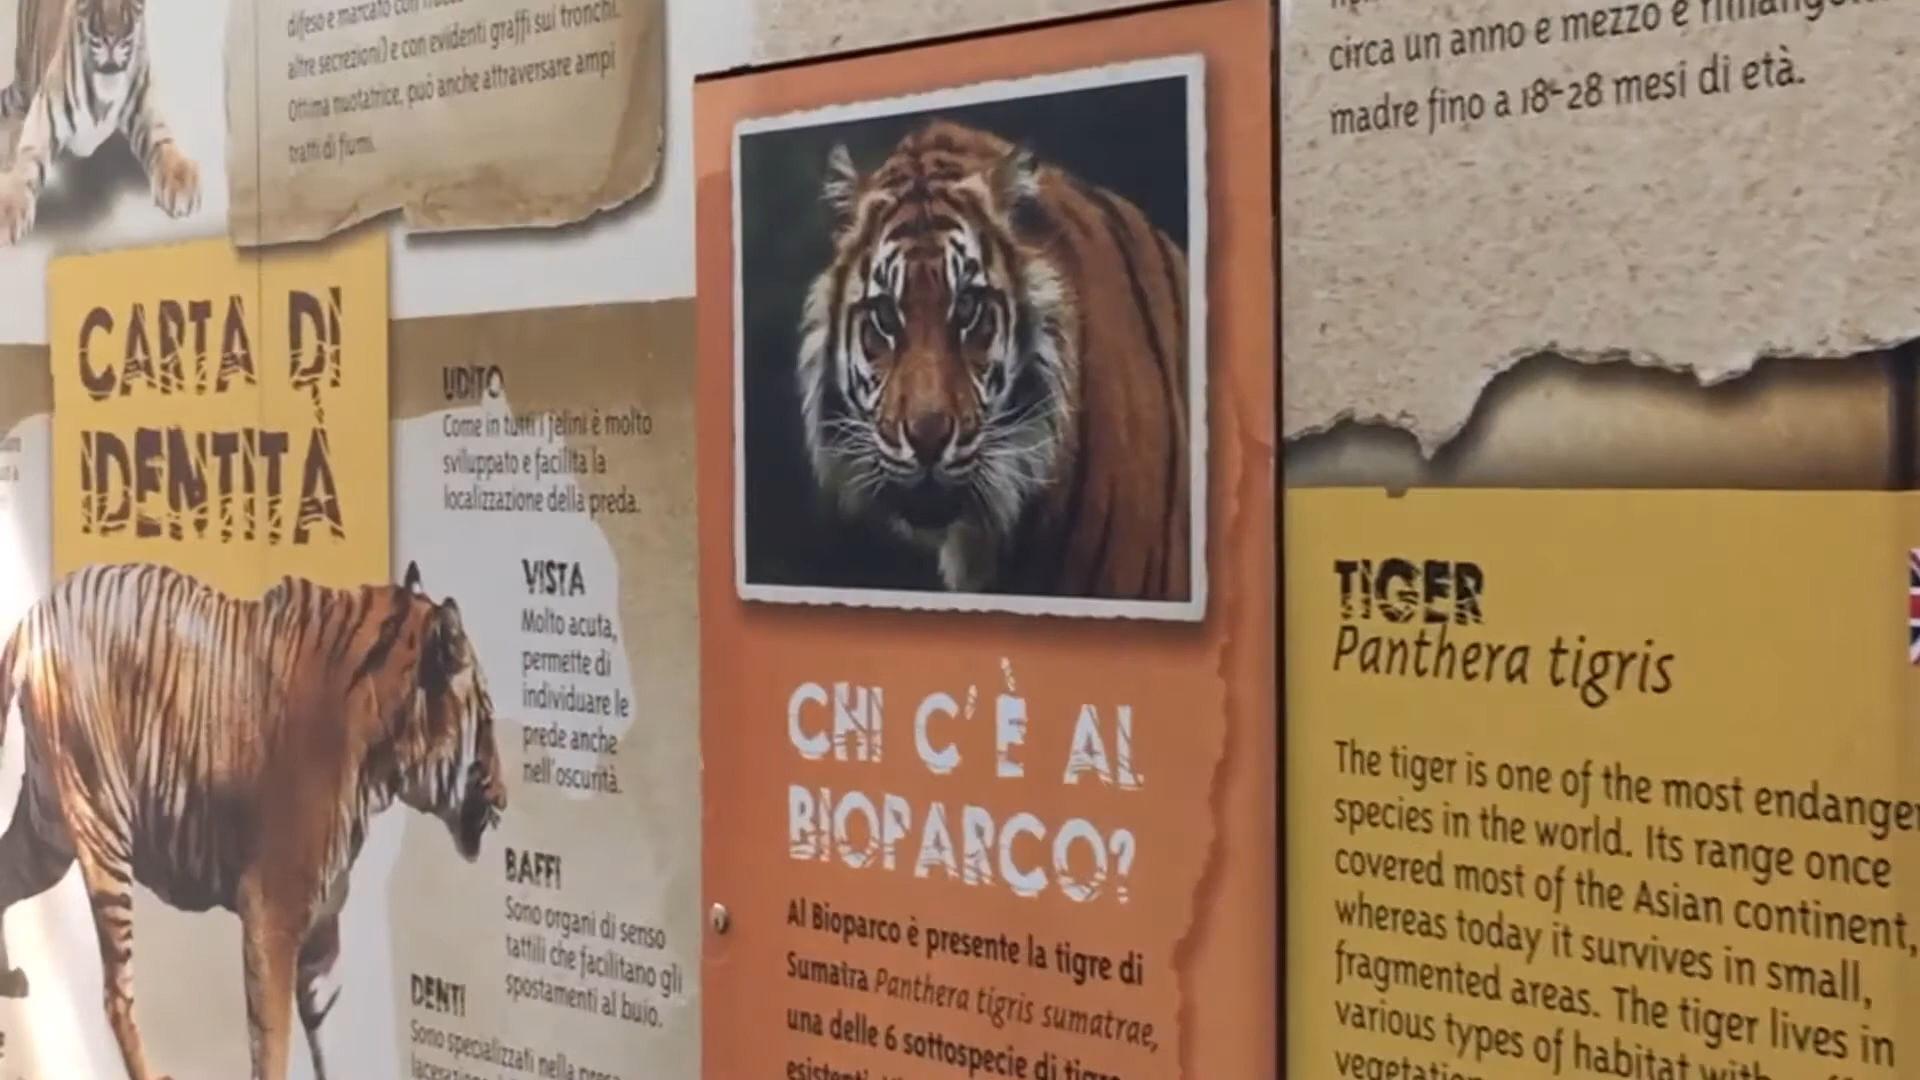 difeso e marcato con
altre secrezioni) e con evidenti graffi sui tronchi.
Ottima nuotatrice, può anche attraversare ampi
tratti di fiumi.
CARTA DI
IDENTITÀ
UDITO
Come in tutti i felini è molto
sviluppato e facilita la
localizzazione della preda.
VISTA
Molto acuta,
permette di
individuare le
prede anche
nell'oscurità.
BAFFI
Sono organi di senso
tattili che facilitano gli
spostamenti al buio.
DENTI
Sono specializzati nella
CHI C'È AL
BIOPARCO?
Al Bioparco è presente la tigre di
Sumatra Panthera tigris sumatrae,
una delle 6 sottospecie di
circa un anno e mezzo e
madre fino a 18-28 mesi di età.
TIGER
Panthera tigris
The tiger is one of the most endanger
species in the world. Its range once
covered most of the Asian continent,
whereas today it survives in small,
fragmented areas. The tiger lives in
various types of habitat